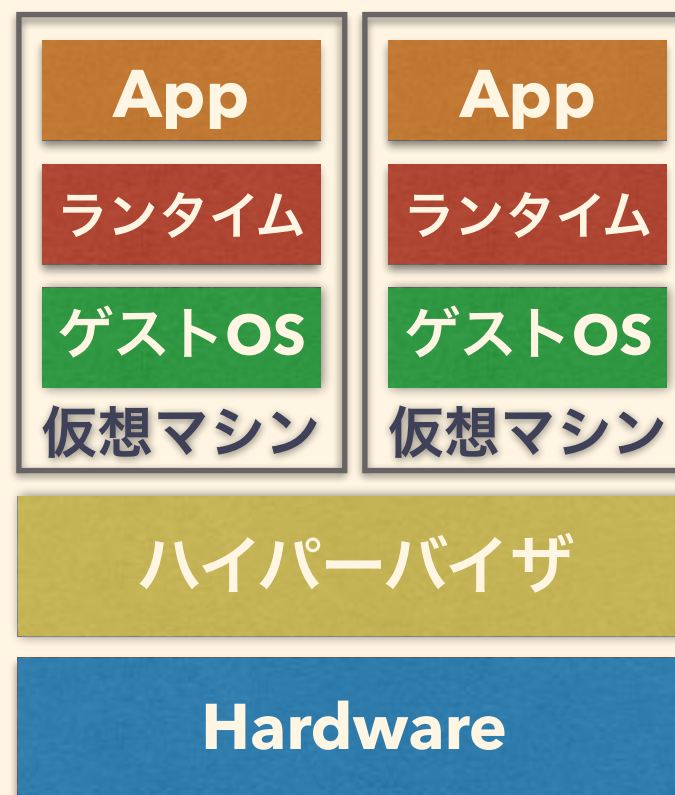 App
ランタイム
ゲストOS
仮想マシン
App
ランタイム
ゲストOS
仮想マシン
ハイパーバイザ
Hardware